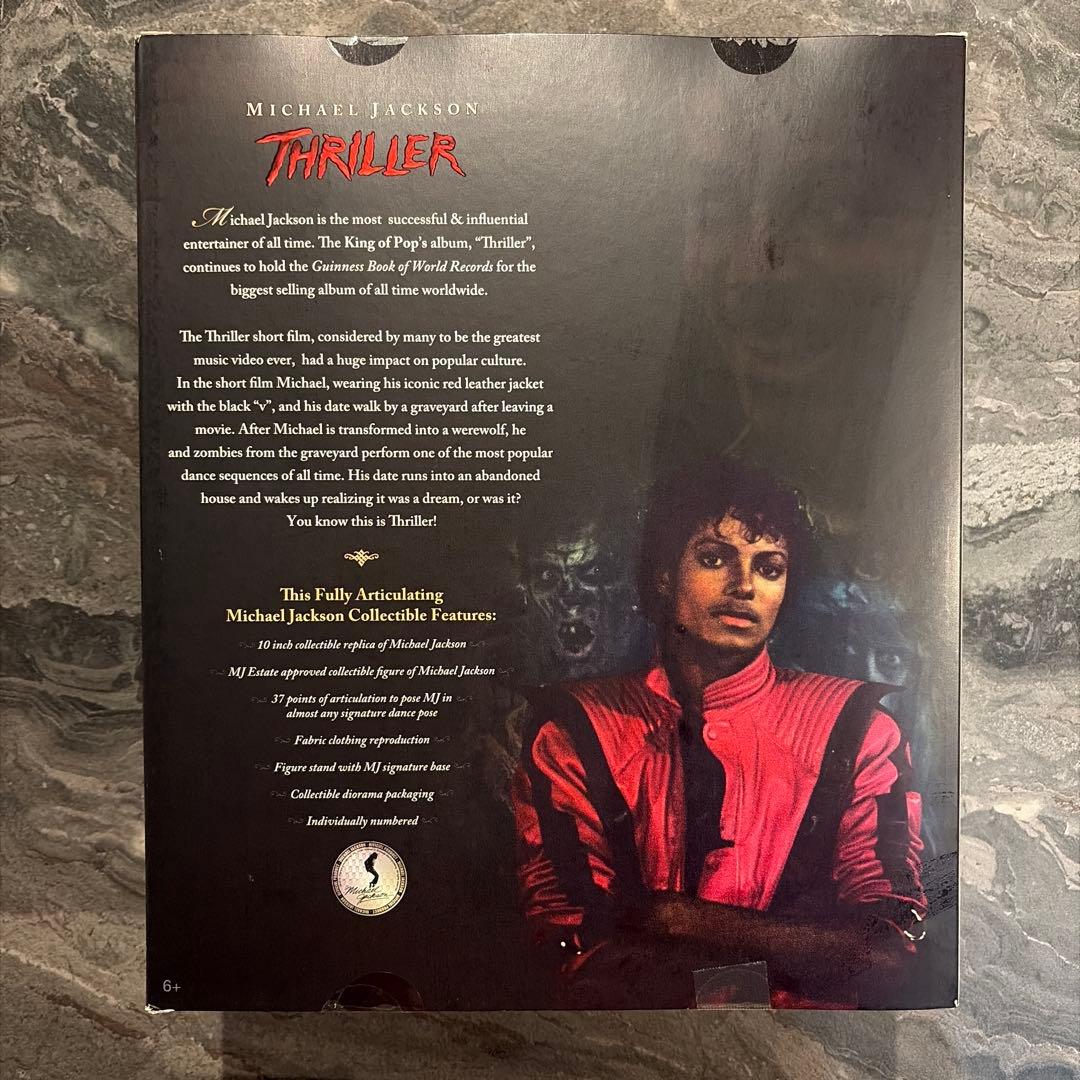 MICHAEL JACKSON
THRILLER
Michael Jackson is the most successful & influential
entertainer of all time. The King of Pop's album, "Thriller",
continues to hold the Guinness Book of World Records for the
biggest selling album of all time worldwide.
The Thriller short film, considered by many to be the greatest
music video ever, had a huge impact on popular culture.
In the short film Michael, wearing his iconic red leather jacket
with the black "v", and his date walk by a graveyard after leaving a
movie. After Michael is transformed into a werewolf, he
and zombies from the graveyard perform one of the most popular
dance sequences of all time. His date runs into an abandoned
house and wakes up realizing it was a dream, or was it?
You know this is Thriller!
This Fully Articulating
Michael Jackson Collectible Features:
10 inch collectible replica of Michael Jackson
MJ Estate approved collectible figure of Michael Jackson
37 points of articulation to pose MJ in
almost any signature dance pose
Fabric clothing reproduction
Figure stand with MJ signature base
Collectible diorama packaging
Individually numbered
Michael
Jackson
6+